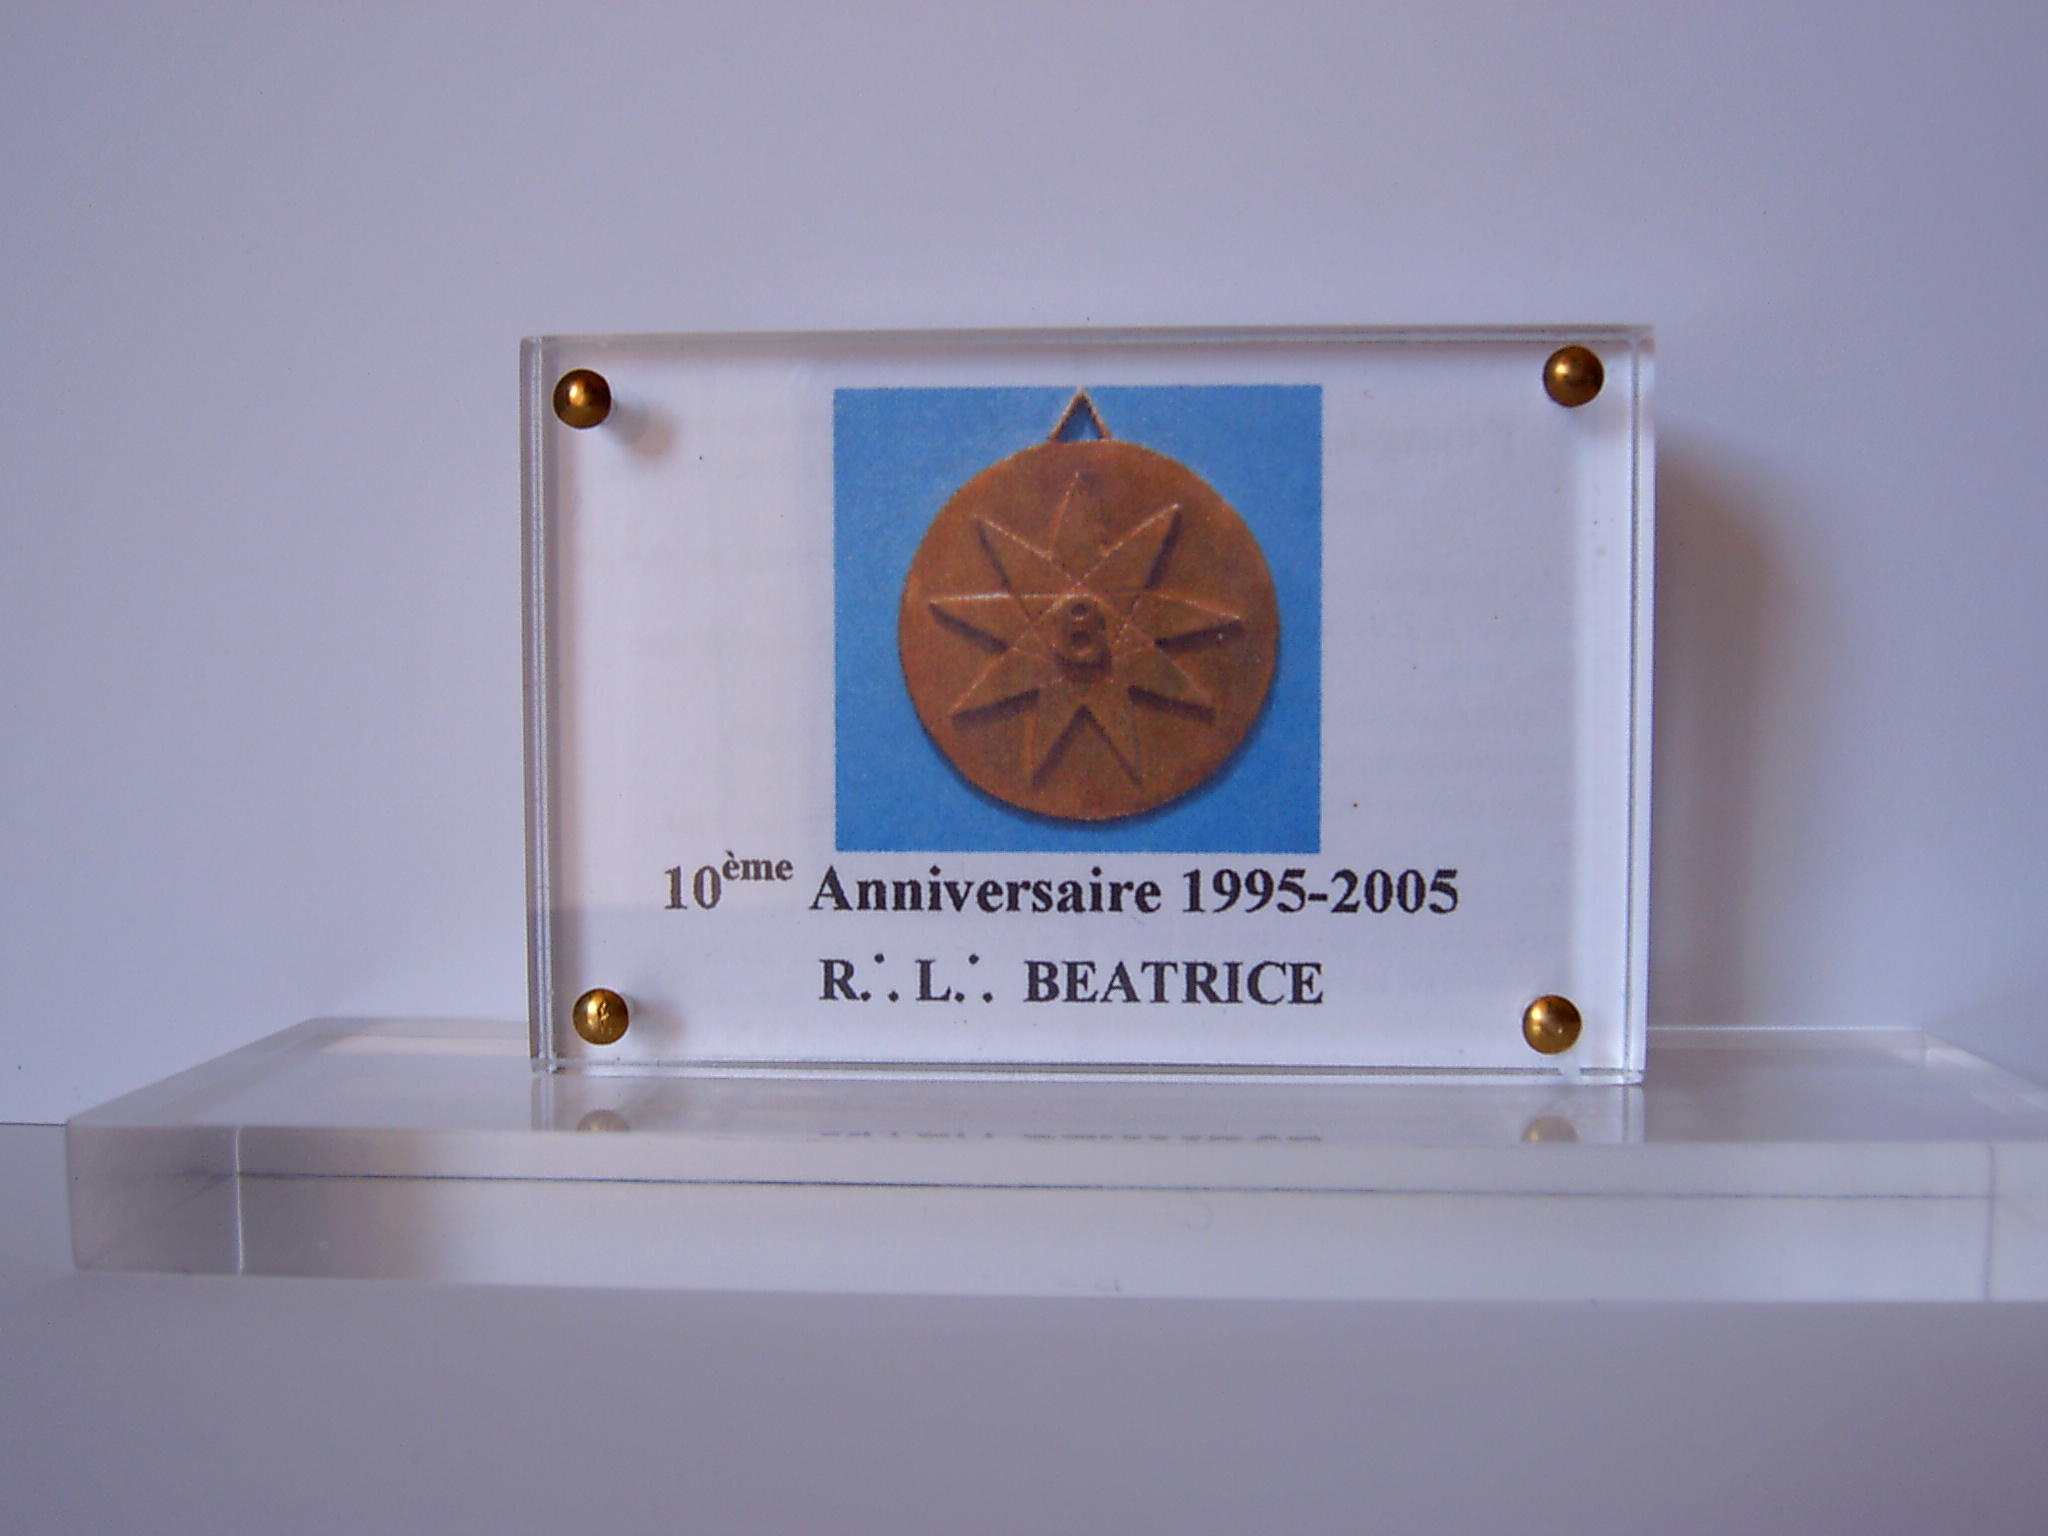 B
10ème Anniversaire 1995-2005
R∴ L∴ BEATRICE